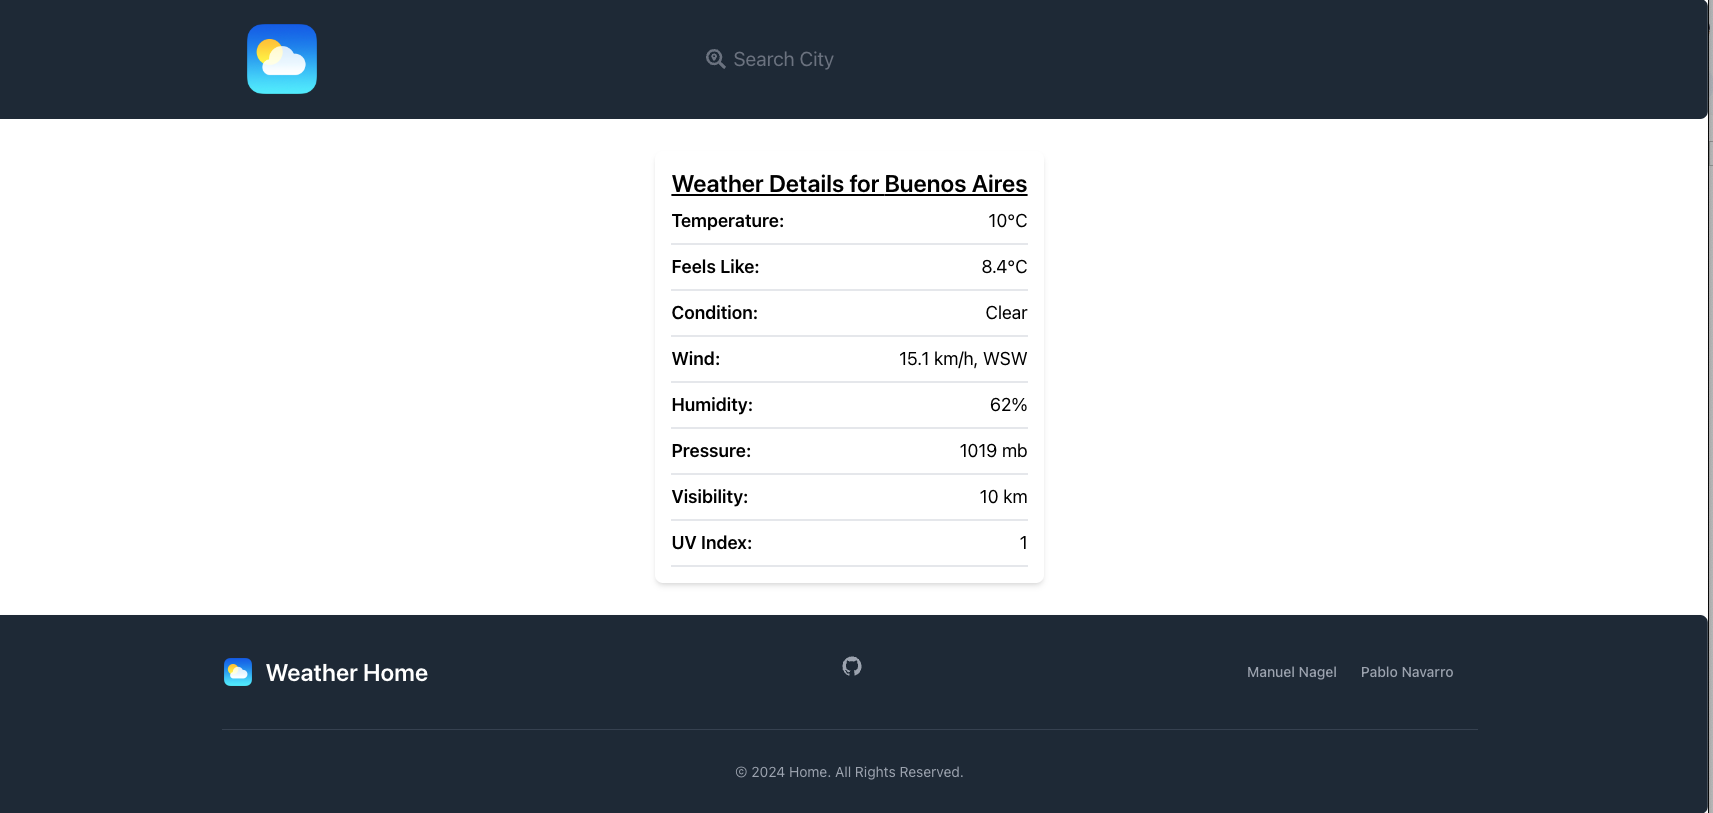 Search City
Weather Details for Buenos Aires
Temperature: 10°C
Feels Like: 8.4°C
Condition: Clear
Wind: 15.1 km/h, WSW
Humidity: 62%
Pressure: 1019 mb
Visibility: 10 km
UV Index: 1
Weather Home
Manuel Nagel Pablo Navarro
© 2024 Home. All Rights Reserved.